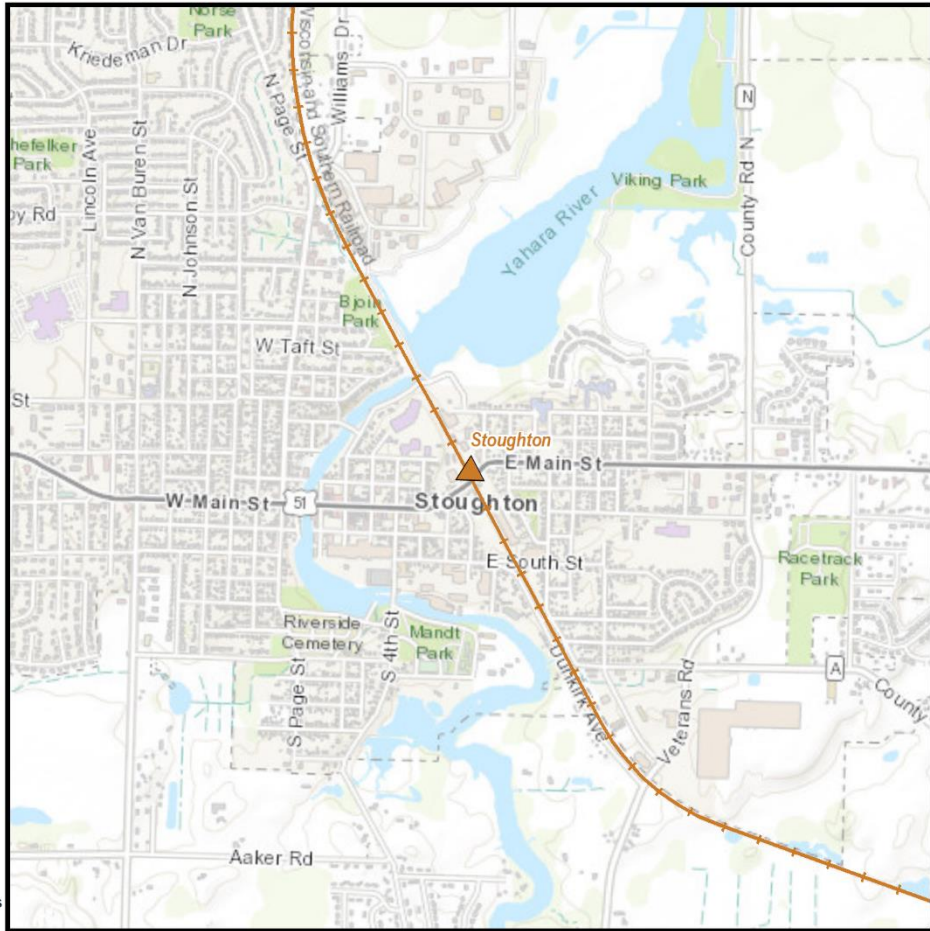 Norse
Park
Kriedeman Dr
Williams Dr
N Page St
Wisconsin and Southern Railroad
N
County Rd N
hefelker
Park
Lincoln Ave
N Van Buren St
N Johnson St
Viking Park
Yahara River
by Rd
Bjoin
Park
W Taft St
St
Stoughton
E Main St
W Main St
51
Stoughton
E South St
Racetrack
Park
Riverside
Cemetery
S 4th St
Mandt
Park
S Page St
Dunkirk Ave
Veterans Rd
A
County
Aaker Rd
s